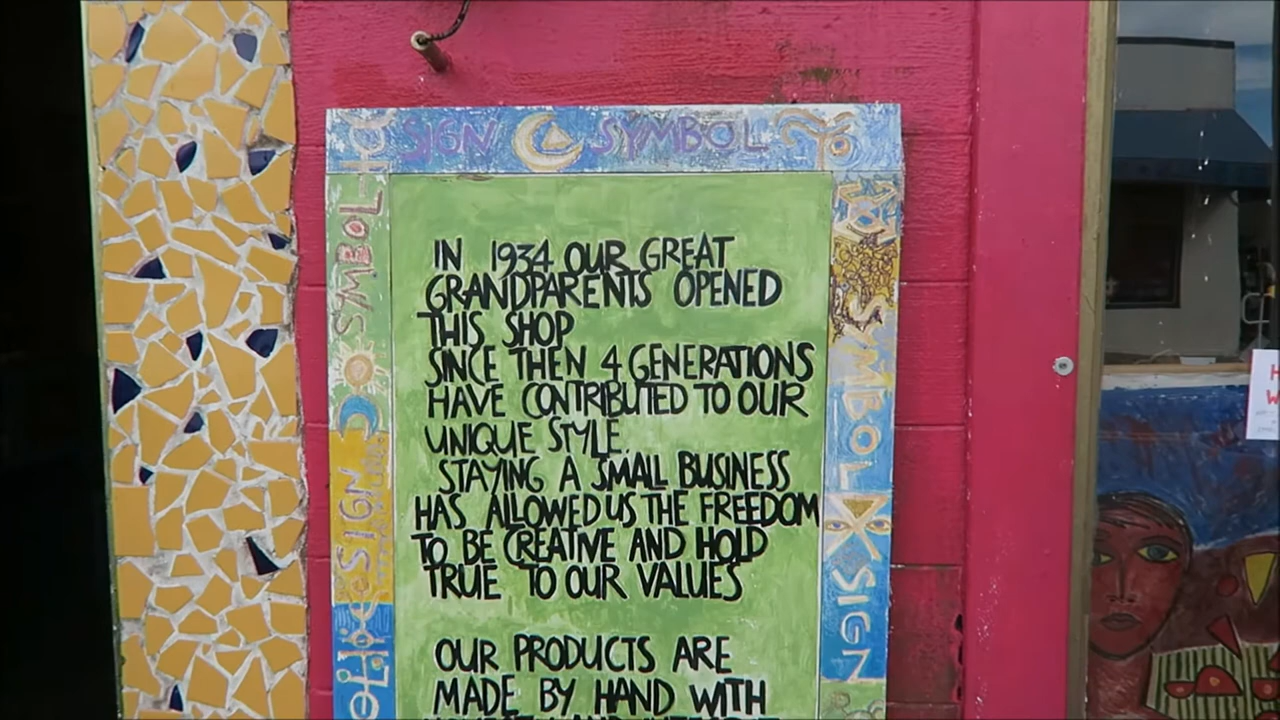 SIGN SYMBOL
SYMBOL
SIGN
SYMBOL
SIGN
IN 1934 OUR GREAT
GRANDPARENTS OPENED
THIS SHOP
SINCE THEN 4 GENERATIONS
HAVE CONTRIBUTED TO OUR
UNIQUE STYLE.
STAYING A SMALL BUSINESS
HAS ALLOWED US THE FREEDOM
TO BE CREATIVE AND HOLD
TRUE TO OUR VALUES
OUR PRODUCTS ARE
MADE BY HAND WITH